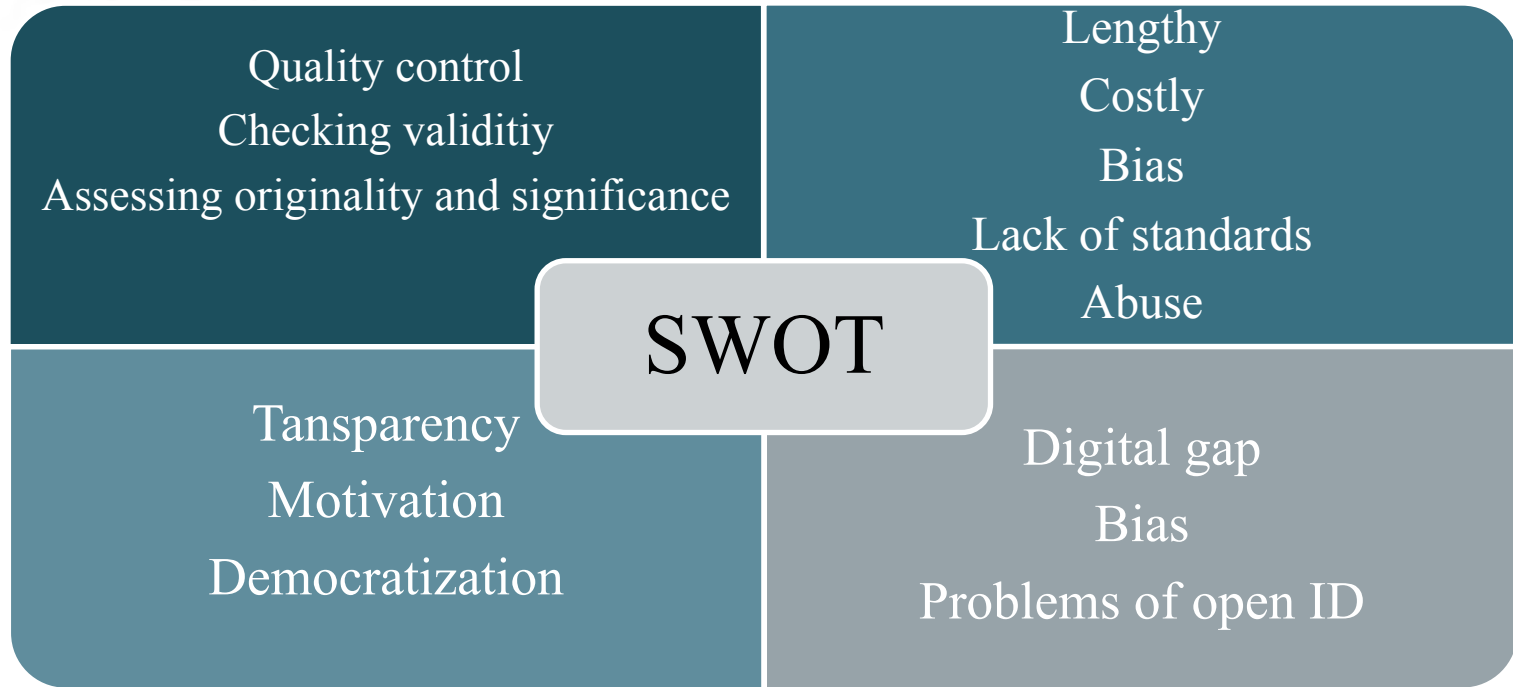 Quality control
Checking validitiy
Assessing originality and significance
Lengthy
Costly
Bias
Lack of standards
Abuse
SWOT
Tansparency
Motivation
Democratization
Digital gap
Bias
Problems of open ID